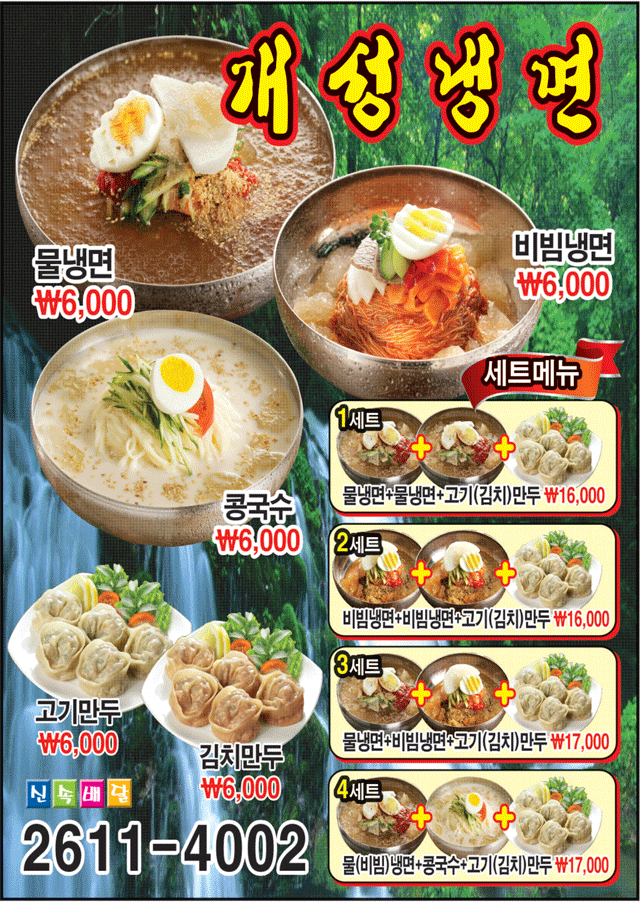 개성냉면
물냉면
₩6,000
비빔냉면
₩6,000
콩국수
₩6,000
고기만두
₩6,000
김치만두
₩6,000
신속배달
2611-4002
세트메뉴
1세트
물냉면+물냉면+고기(김치)만두 ₩16,000
2세트
비빔냉면+비빔냉면+고기(김치)만두 ₩16,000
3세트
물냉면+비빔냉면+고기(김치)만두 ₩17,000
4세트
물(비빔)냉면+콩국수+고기(김치)만두 ₩17,000